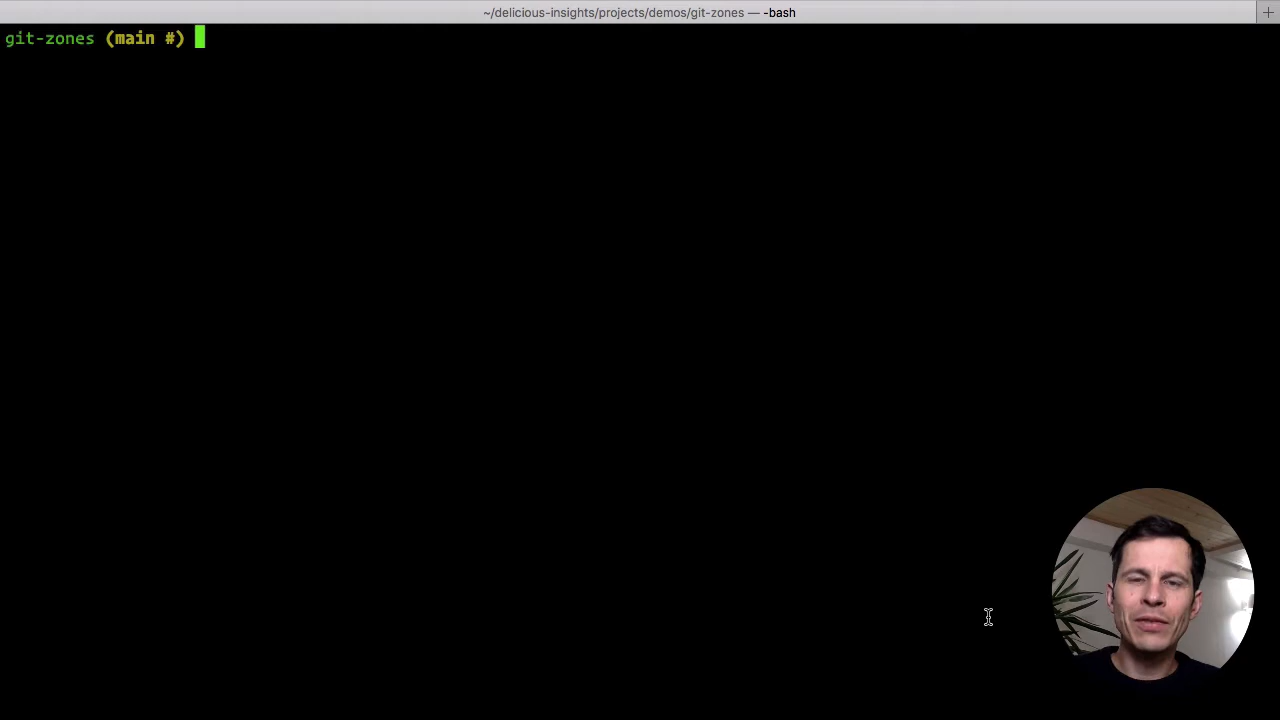 ~/delicious-insights/projects/demos/git-zones — -bash
git-zones (main #)